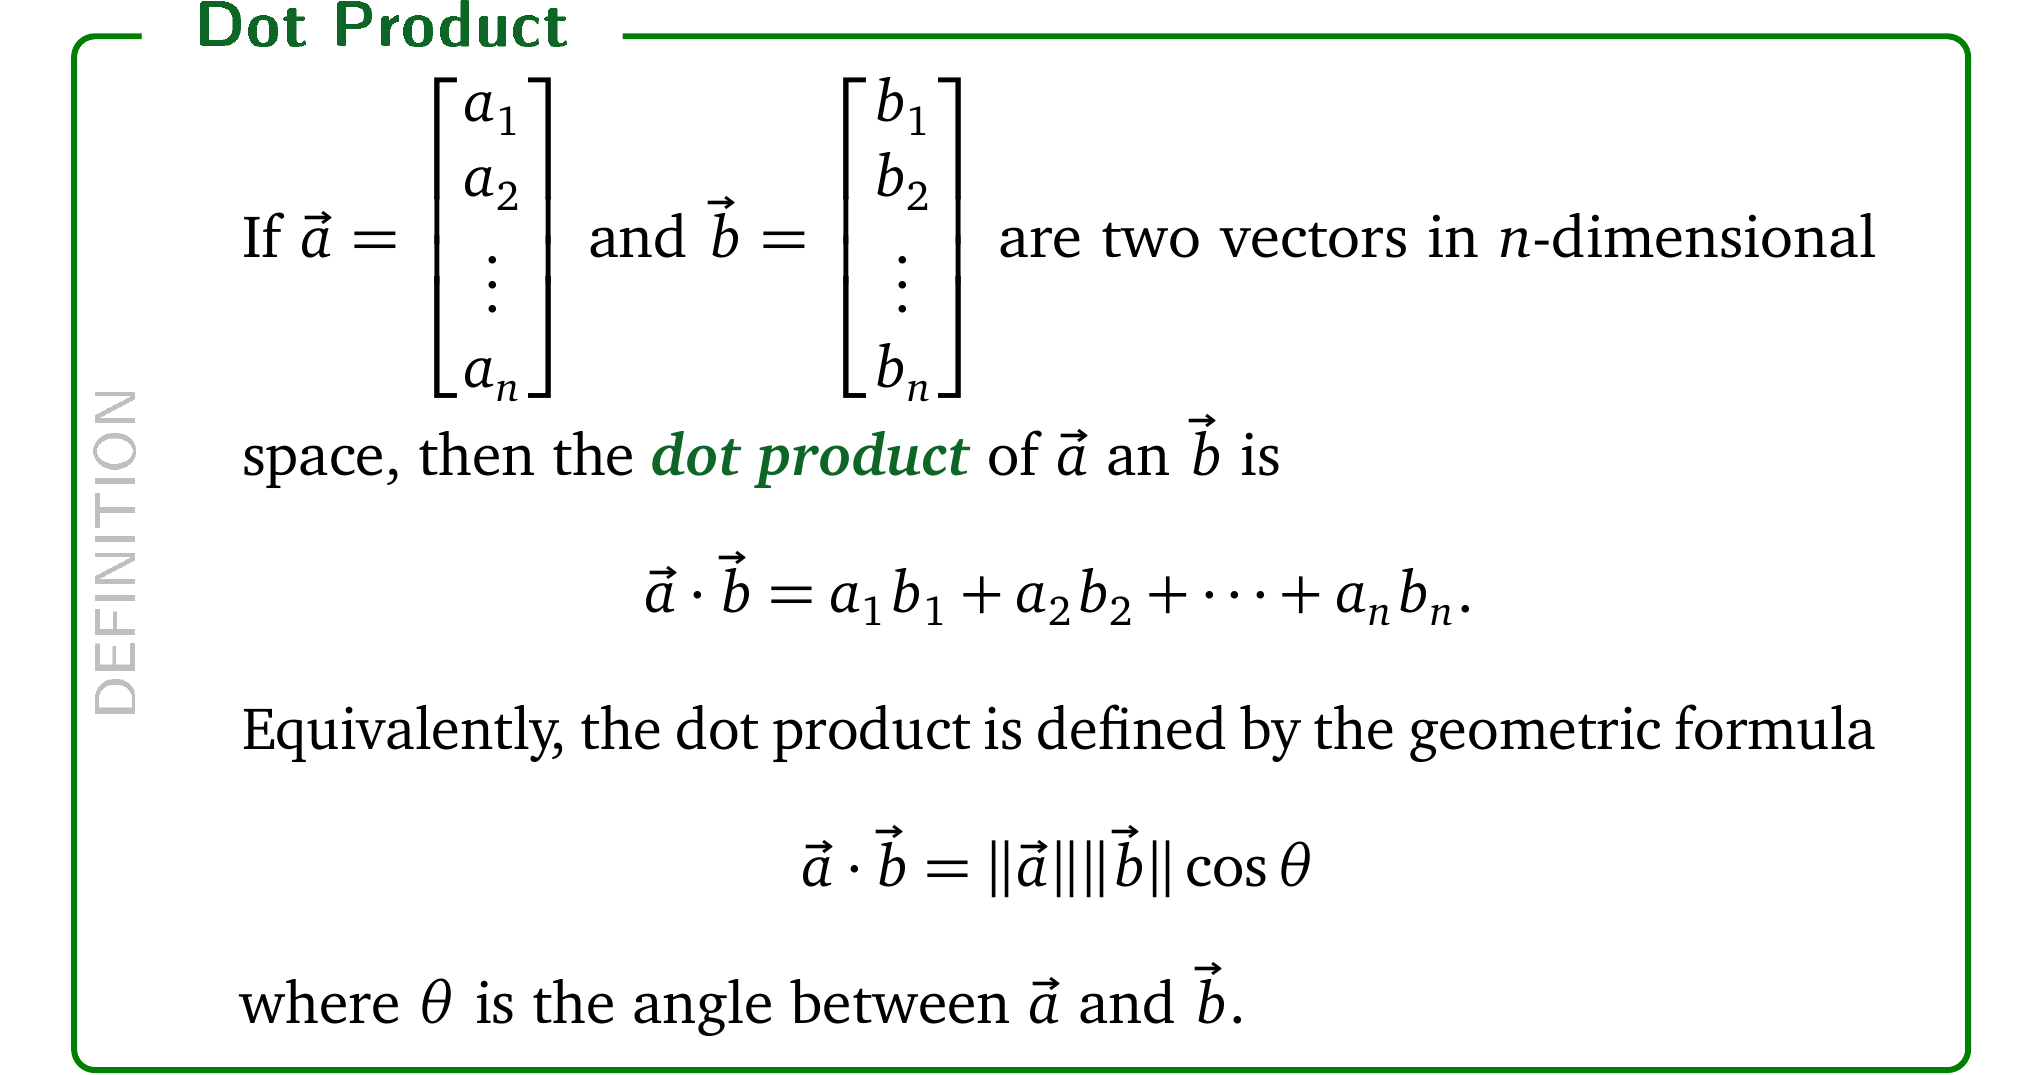 Dot Product
DEFINITION
If $\vec{a} = \begin{bmatrix} a_1 \\ a_2 \\ \vdots \\ a_n \end{bmatrix}$ and $\vec{b} = \begin{bmatrix} b_1 \\ b_2 \\ \vdots \\ b_n \end{bmatrix}$ are two vectors in $n$-dimensional
space, then the dot product of $\vec{a}$ an $\vec{b}$ is
$\vec{a} \cdot \vec{b} = a_1 b_1 + a_2 b_2 + \cdots + a_n b_n.$
Equivalently, the dot product is defined by the geometric formula
$\vec{a} \cdot \vec{b} = \|\vec{a}\| \|\vec{b}\| \cos \theta$
where $\theta$ is the angle between $\vec{a}$ and $\vec{b}$.